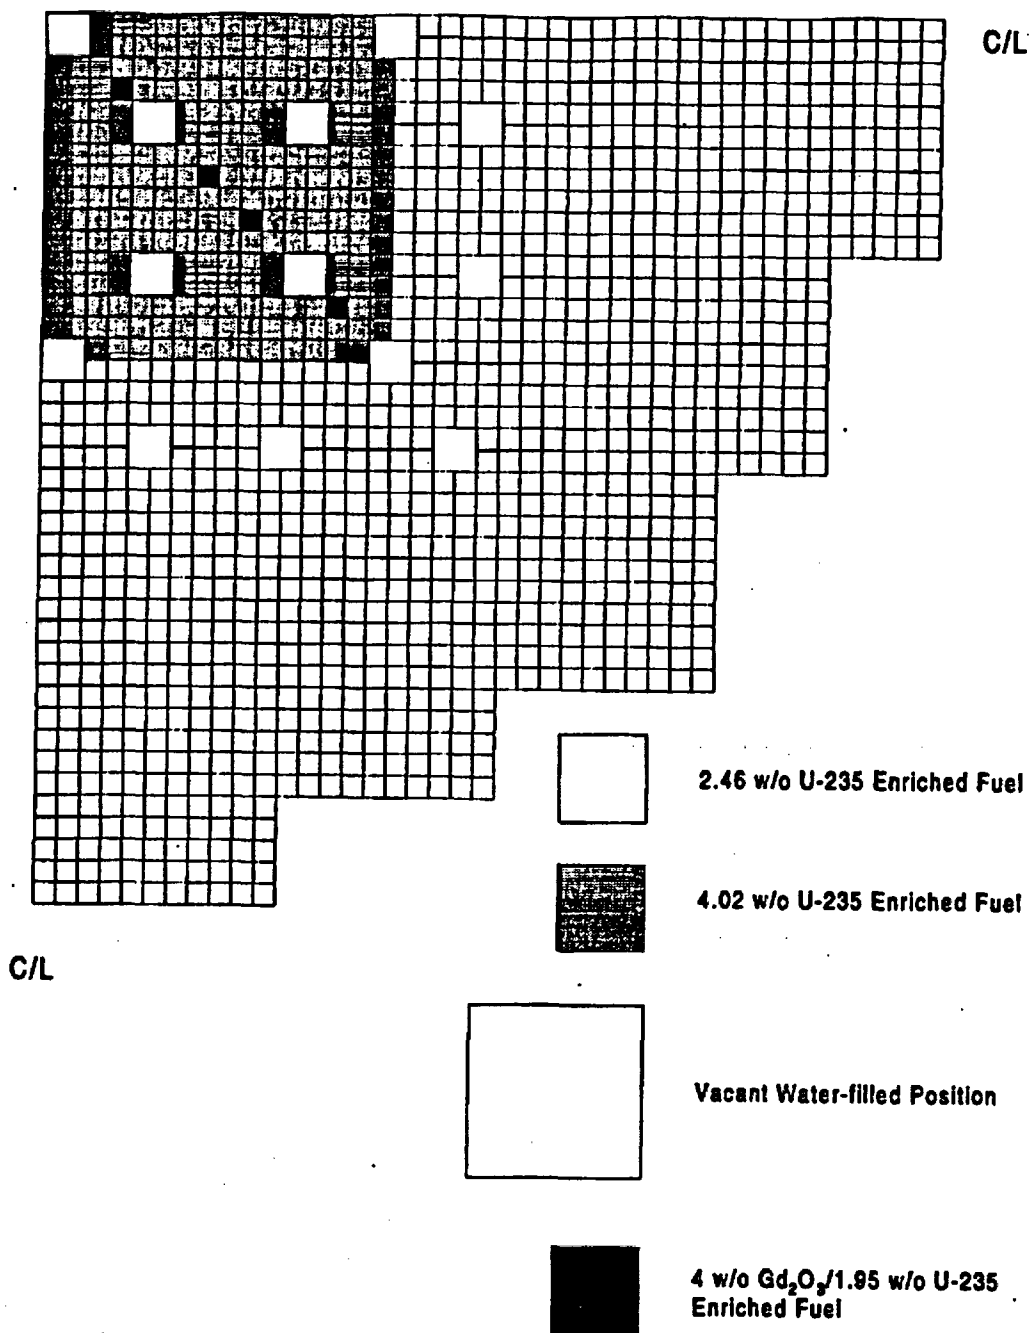 C/L
2.46 w/o U-235 Enriched Fuel
4.02 w/o U-235 Enriched Fuel
C/L
Vacant Water-filled Position
4 w/o Gd₂O₃/1.95 w/o U-235
Enriched Fuel